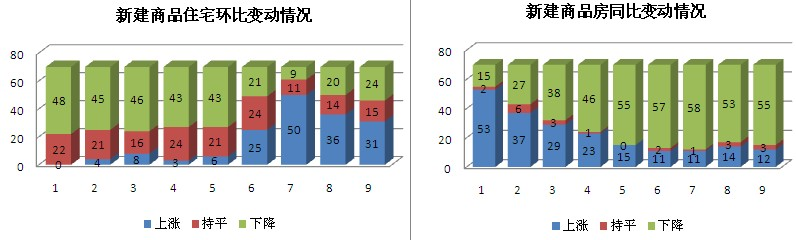 新建商品住宅环比变动情况
80
60
40
20
0
48 45 46 43 43 21 9 20 24
22 21 16 24 21 24 11 14 15
0 4 8 3 6 25 50 36 31
1 2 3 4 5 6 7 8 9
上涨 持平 下降
新建商品房同比变动情况
80
60
40
20
0
15 27 38 46 55 57 58 53 55
2 6 3 1 0 2 1 3 3
53 37 29 23 15 11 11 14 12
1 2 3 4 5 6 7 8 9
上涨 持平 下降